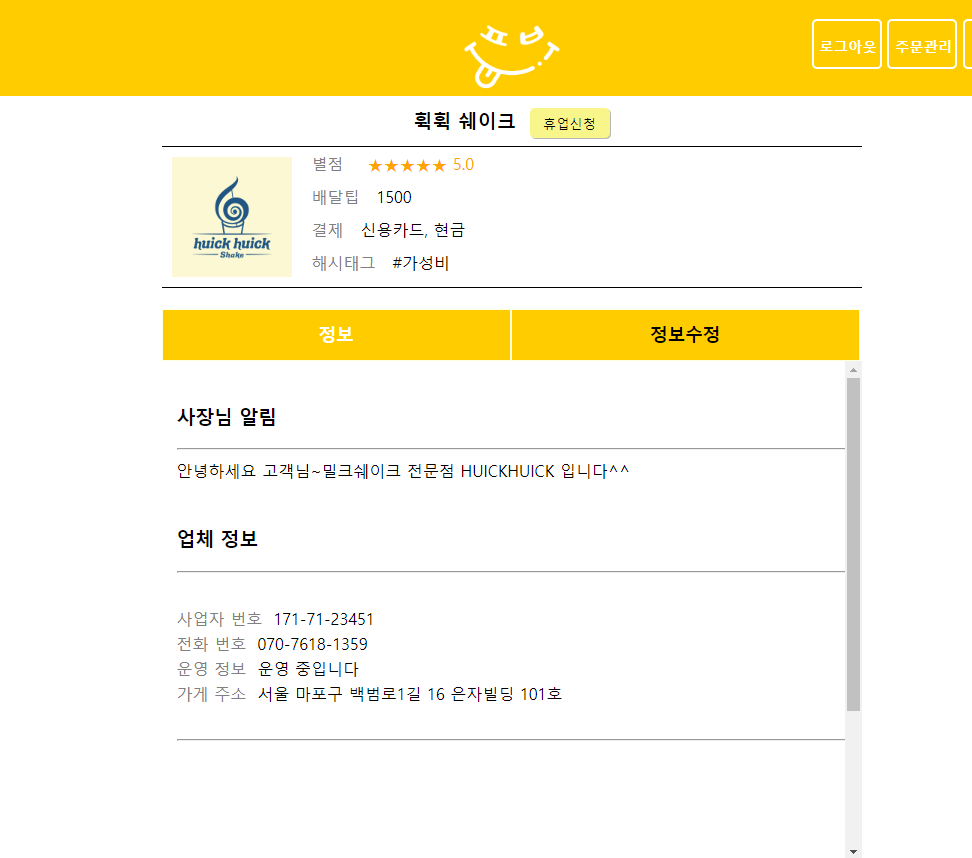 프비
로그아웃 주문관리
휙휙 쉐이크 휴업신청
별점 ★★★★★ 5.0
배달팁 1500
결제 신용카드, 현금
해시태그 #가성비
huick huick
Shake
정보 정보수정
사장님 알림
안녕하세요 고객님~밀크쉐이크 전문점 HUICKHUICK 입니다^^
업체 정보
사업자 번호 171-71-23451
전화 번호 070-7618-1359
운영 정보 운영 중입니다
가게 주소 서울 마포구 백범로1길 16 은자빌딩 101호